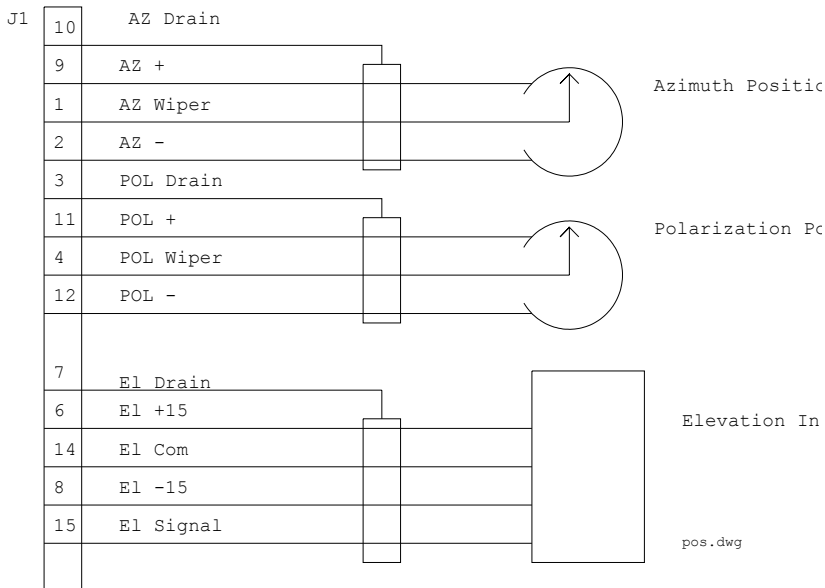 J1
10 AZ Drain
9 AZ +
1 AZ Wiper
Azimuth Positio
2 AZ -
3 POL Drain
11 POL +
4 POL Wiper
Polarization Po
12 POL -
7 El Drain
6 El +15
14 El Com
Elevation In
8 El -15
15 El Signal
pos.dwg